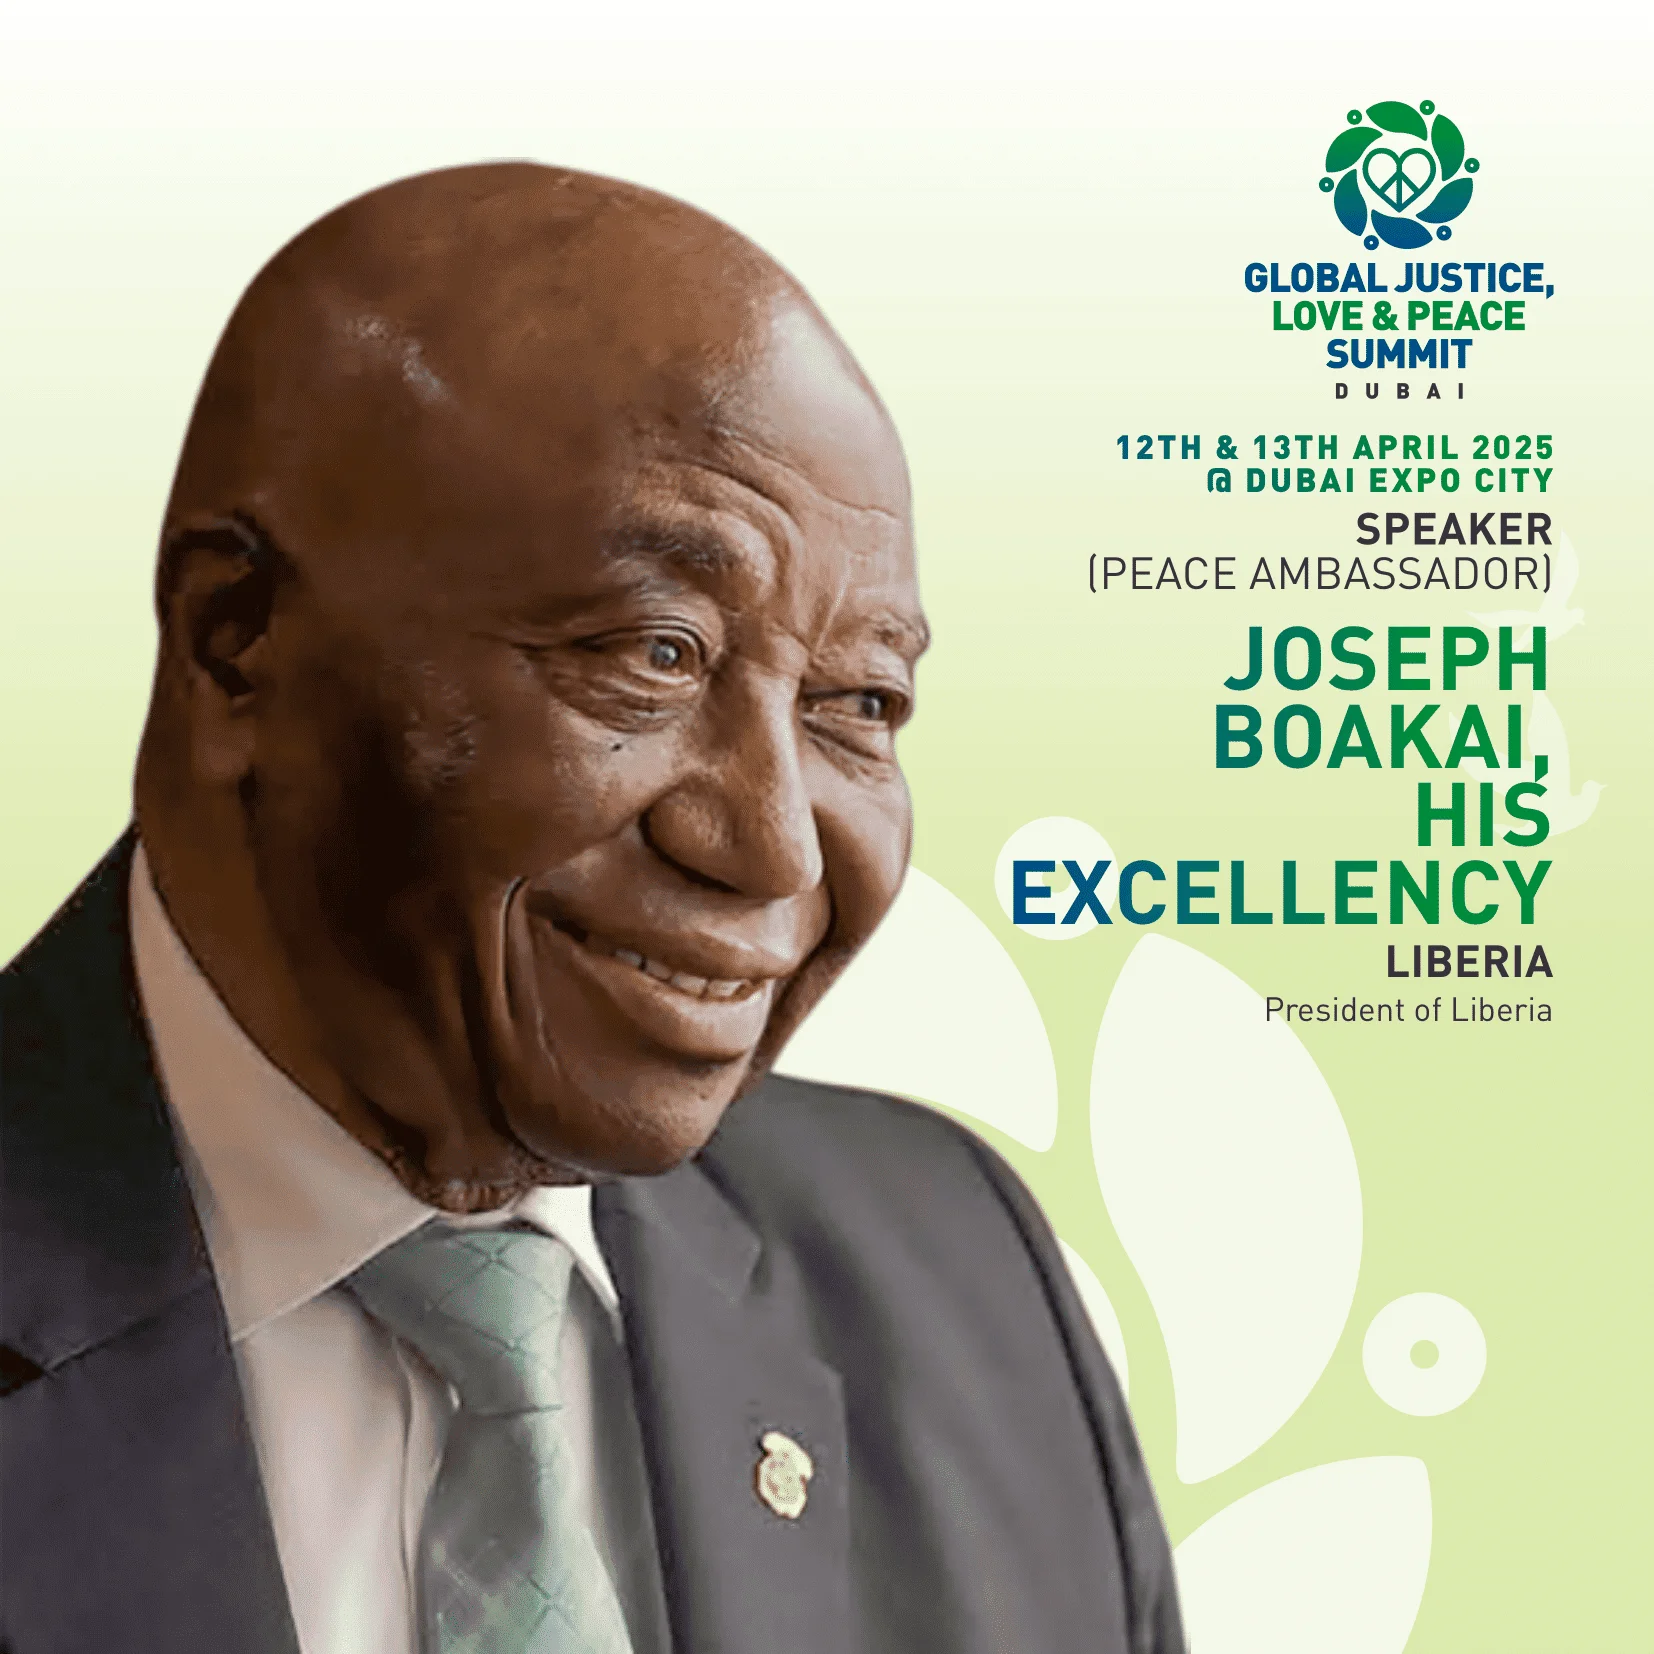 GLOBAL JUSTICE,
LOVE & PEACE
SUMMIT
DUBAI
12TH & 13TH APRIL 2025
@ DUBAI EXPO CITY
SPEAKER
(PEACE AMBASSADOR)
JOSEPH
BOAKAI,
HIS
EXCELLENCY
LIBERIA
President of Liberia